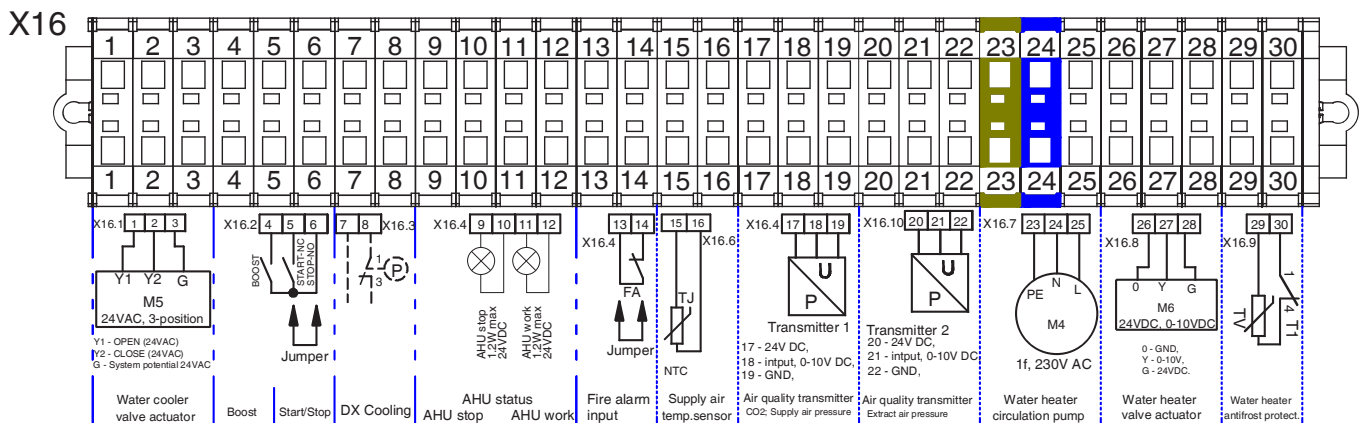 X16
1 2 3 4 5 6 7 8 9 10 11 12 13 14 15 16 17 18 19 20 21 22 23 24 25 26 27 28 29 30
1 2 3 4 5 6 7 8 9 10 11 12 13 14 15 16 17 18 19 20 21 22 23 24 25 26 27 28 29 30
X16.1 1 2 3
Y1 Y2 G
M5
24VAC, 3-position
Y1 - OPEN (24VAC)
Y2 - CLOSE (24VAC)
G - System potential 24VAC
Water cooler
valve actuator
X16.2 4 5 6
BOOST
START-NC
STOP-NO
Jumper
Boost
Start/Stop
7 8 X16.3
1
P
3
DX Cooling
X16.4 9 10 11 12
AHU stop
1.2W max
24VDC
AHU work
1.2W max
24VDC
AHU status
AHU stop AHU work
13 14
X16.4
FA
Jumper
Fire alarm
input
15 16
X16.6
TJ
NTC
Supply air
temp.sensor
X16.4 17 18 19
U
P
Transmitter 1
17 - 24V DC,
18 - intput, 0-10V DC
19 - GND,
Air quality transmitter
CO2; Supply air pressure
X16.10 20 21 22
U
P
Transmitter 2
20 - 24V DC,
21 - intput, 0-10V DC
22 - GND,
Air quality transmitter
Extract air pressure
X16.7
23 24 25
PE N L
M4
1f, 230V AC
Water heater
circulation pump
26 27 28
X16.8
0 Y G
M6
24VDC, 0-10VDC
0 - GND,
Y - 0-10V,
G - 24VDC.
Water heater
valve actuator
29 30
X16.9
1
TV
4
T1
Water heater
antifrost protect.